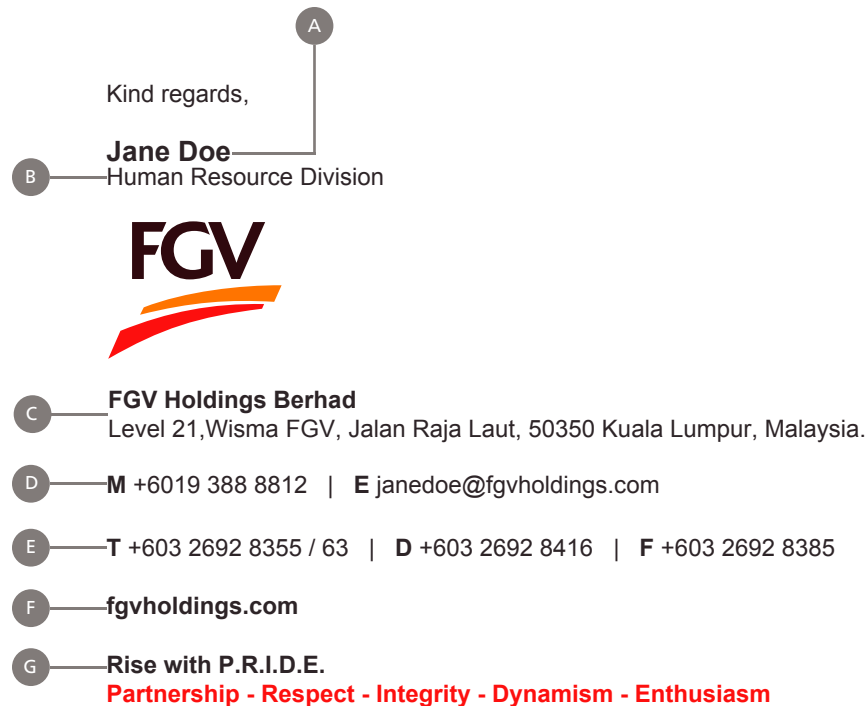 A
Kind regards,
Jane Doe
B Human Resource Division
FGV
C FGV Holdings Berhad
Level 21,Wisma FGV, Jalan Raja Laut, 50350 Kuala Lumpur, Malaysia.
D M +6019 388 8812 | E janedoe@fgvholdings.com
E T +603 2692 8355 / 63 | D +603 2692 8416 | F +603 2692 8385
F fgvholdings.com
G Rise with P.R.I.D.E.
Partnership - Respect - Integrity - Dynamism - Enthusiasm